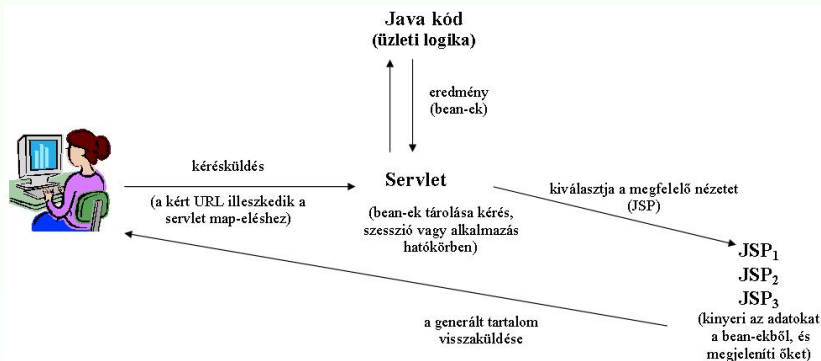 Java kód
(üzleti logika)
eredmény
(bean-ek)
kérésküldés
(a kért URL illeszkedik a
servlet map-eléshez)
Servlet
(bean-ek tárolása kérés,
szesszió vagy alkalmazás
hatókörben)
kiválasztja a megfelelő nézetet
(JSP)
JSP₁
JSP₂
JSP₃
(kinyeri az adatokat
a bean-ekből, és
megjeleníti őket)
a generált tartalom
visszaküldése